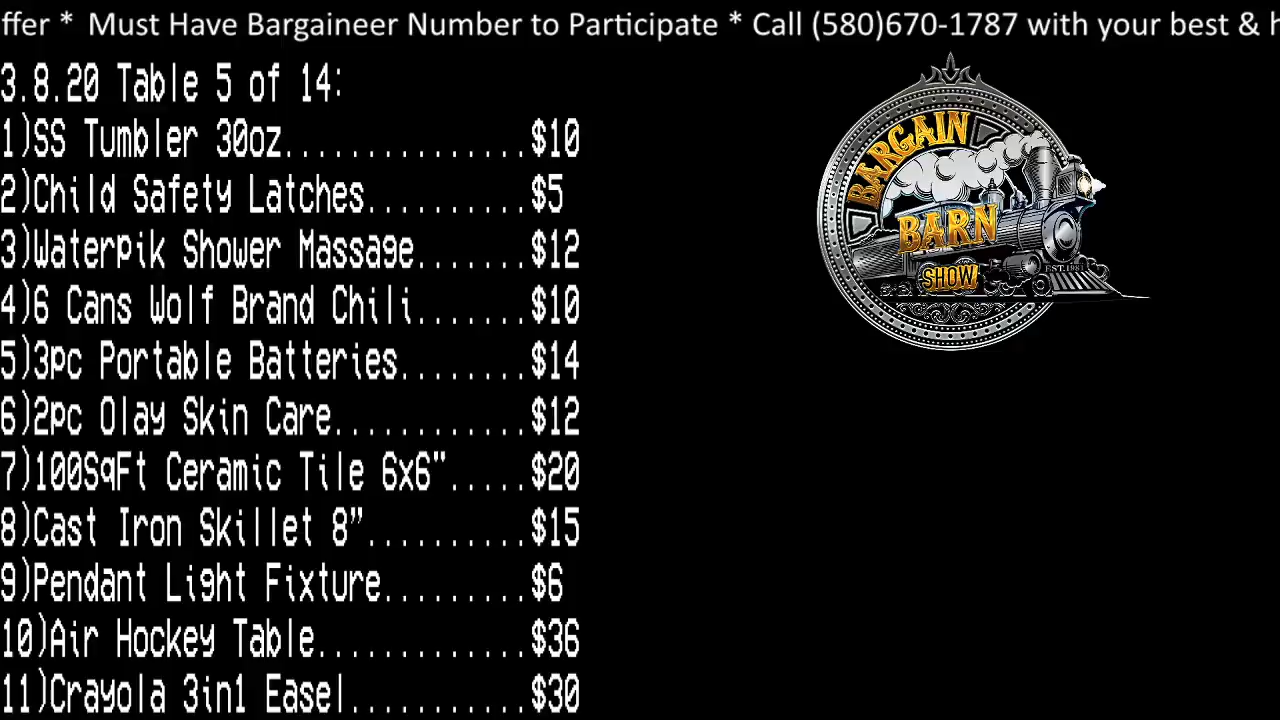 ffer * Must Have Bargaineer Number to Participate * Call (580)670-1787 with your best & h
3.8.20 Table 5 of 14:
1)SS Tumbler 30oz...............$10
2)Child Safety Latches..........$5
3)Waterpik Shower Massage.......$12
4)6 Cans Wolf Brand Chili.......$10
5)3pc Portable Batteries........$14
6)2pc Olay Skin Care............$12
7)100SqFt Ceramic Tile 6x6".....$20
8)Cast Iron Skillet 8”..........$15
9)Pendant Light Fixture.........$6
10)Air Hockey Table.............$36
11)Crayola 3in1 Easel...........$30
BARGAIN
BARN
SHOW